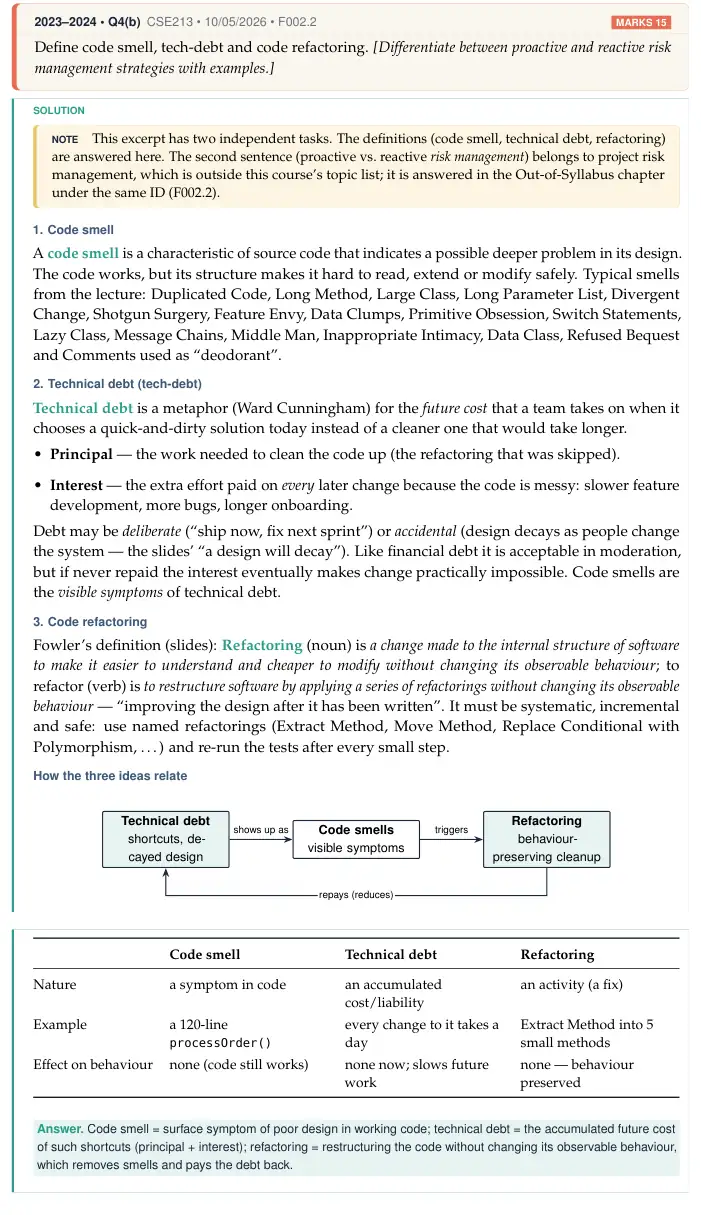 2023–2024 • Q4(b) CSE213 • 10/05/2026 • F002.2 MARKS 15
Define code smell, tech-debt and code refactoring. [Differentiate between proactive and reactive risk
management strategies with examples.]
SOLUTION
NOTE This excerpt has two independent tasks. The definitions (code smell, technical debt, refactoring)
are answered here. The second sentence (proactive vs. reactive risk management) belongs to project risk
management, which is outside this course's topic list; it is answered in the Out-of-Syllabus chapter
under the same ID (F002.2).
1. Code smell
A code smell is a characteristic of source code that indicates a possible deeper problem in its design.
The code works, but its structure makes it hard to read, extend or modify safely. Typical smells
from the lecture: Duplicated Code, Long Method, Large Class, Long Parameter List, Divergent
Change, Shotgun Surgery, Feature Envy, Data Clumps, Primitive Obsession, Switch Statements,
Lazy Class, Message Chains, Middle Man, Inappropriate Intimacy, Data Class, Refused Bequest
and Comments used as “deodorant”.
2. Technical debt (tech-debt)
Technical debt is a metaphor (Ward Cunningham) for the future cost that a team takes on when it
chooses a quick-and-dirty solution today instead of a cleaner one that would take longer.
• Principal — the work needed to clean the code up (the refactoring that was skipped).
• Interest — the extra effort paid on every later change because the code is messy: slower feature
development, more bugs, longer onboarding.
Debt may be deliberate (“ship now, fix next sprint”) or accidental (design decays as people change
the system — the slides' “a design will decay”). Like financial debt it is acceptable in moderation,
but if never repaid the interest eventually makes change practically impossible. Code smells are
the visible symptoms of technical debt.
3. Code refactoring
Fowler's definition (slides): Refactoring (noun) is a change made to the internal structure of software
to make it easier to understand and cheaper to modify without changing its observable behaviour; to
refactor (verb) is to restructure software by applying a series of refactorings without changing its observable
behaviour — “improving the design after it has been written”. It must be systematic, incremental
and safe: use named refactorings (Extract Method, Move Method, Replace Conditional with
Polymorphism, ...) and re-run the tests after every small step.
How the three ideas relate
Technical debt
shortcuts, de-
cayed design
shows up as
Code smells
visible symptoms
triggers
Refactoring
behaviour-
preserving cleanup
repays (reduces)
Code smell Technical debt Refactoring
Nature a symptom in code an accumulated an activity (a fix)
cost/liability
Example a 120-line every change to it takes a Extract Method into 5
processOrder() day small methods
Effect on behaviour none (code still works) none now; slows future none — behaviour
work preserved
Answer. Code smell = surface symptom of poor design in working code; technical debt = the accumulated future cost
of such shortcuts (principal + interest); refactoring = restructuring the code without changing its observable behaviour,
which removes smells and pays the debt back.